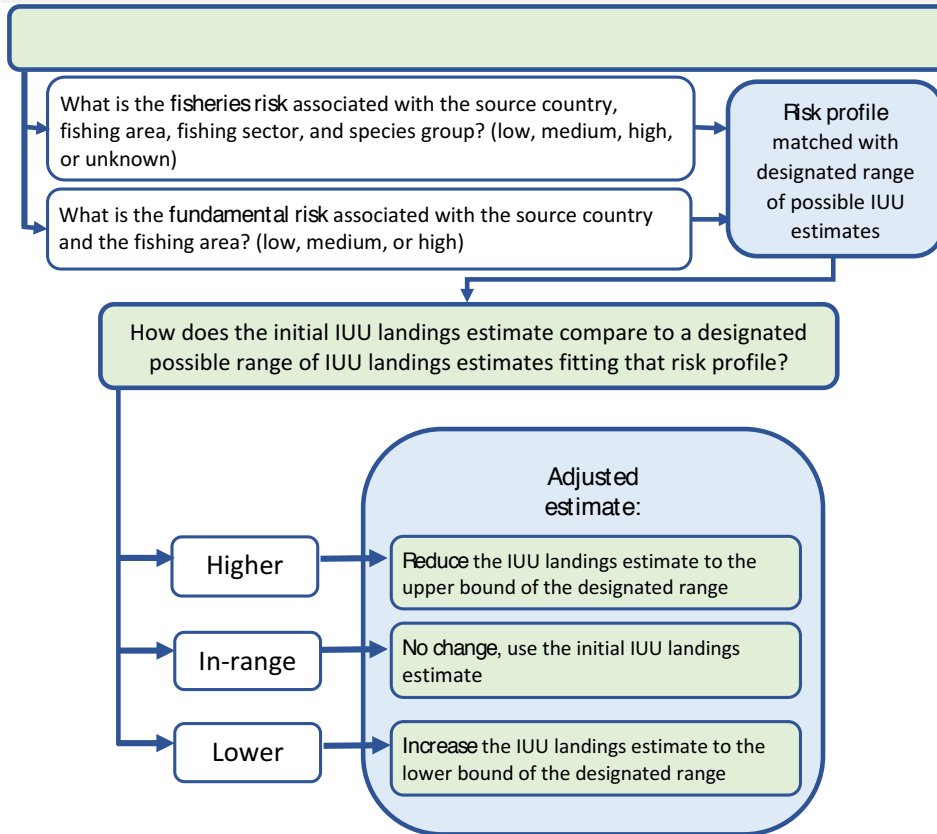 What is the fisheries risk associated with the source country,
fishing area, fishing sector, and species group? (low, medium, high,
or unknown)
What is the fundamental risk associated with the source country
and the fishing area? (low, medium, or high)
Risk profile
matched with
designated range
of possible IUU
estimates
How does the initial IUU landings estimate compare to a designated
possible range of IUU landings estimates fitting that risk profile?
Adjusted
estimate:
Higher
Reduce the IUU landings estimate to the
upper bound of the designated range
In-range
No change, use the initial IUU landings
estimate
Lower
Increase the IUU landings estimate to the
lower bound of the designated range